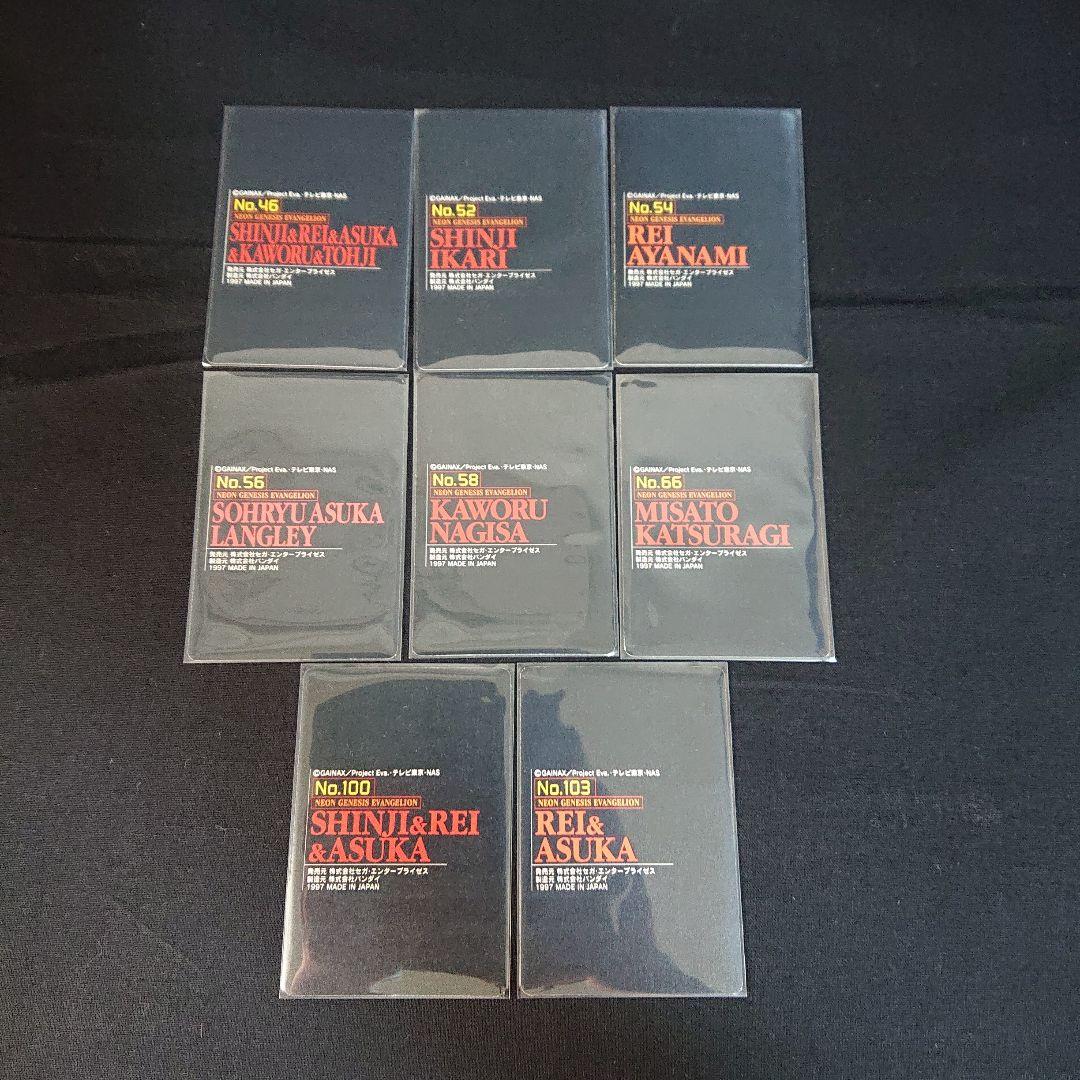 ©GAINAX／Project Eva.・テレビ東京・NAS
No.46
NEON GENESIS EVANGELION
SHINJI&REI&ASUKA
&KAWORU&TOHJI
発売元 株式会社セガ・エンタープライゼス
製造元 株式会社バンダイ
1997 MADE IN JAPAN
©GAINAX／Project Eva.・テレビ東京・NAS
No.52
NEON GENESIS EVANGELION
SHINJI
IKARI
発売元 株式会社セガ・エンタープライゼス
製造元 株式会社バンダイ
1997 MADE IN JAPAN
©GAINAX／Project Eva.・テレビ東京・NAS
No.54
NEON GENESIS EVANGELION
REI
AYANAMI
発売元 株式会社セガ・エンタープライゼス
製造元 株式会社バンダイ
1997 MADE IN JAPAN
©GAINAX／Project Eva.・テレビ東京・NAS
No.56
NEON GENESIS EVANGELION
SOHRYU ASUKA
LANGLEY
発売元 株式会社セガ・エンタープライゼス
製造元 株式会社バンダイ
1997 MADE IN JAPAN
©GAINAX／Project Eva.・テレビ東京・NAS
No.58
NEON GENESIS EVANGELION
KAWORU
NAGISA
発売元 株式会社セガ・エンタープライゼス
製造元 株式会社バンダイ
1997 MADE IN JAPAN
©GAINAX／Project Eva.・テレビ東京・NAS
No.66
NEON GENESIS EVANGELION
MISATO
KATSURAGI
発売元 株式会社セガ・エンタープライゼス
製造元 株式会社バンダイ
1997 MADE IN JAPAN
©GAINAX／Project Eva.・テレビ東京・NAS
No.100
NEON GENESIS EVANGELION
SHINJI&REI
&ASUKA
発売元 株式会社セガ・エンタープライゼス
製造元 株式会社バンダイ
1997 MADE IN JAPAN
©GAINAX／Project Eva.・テレビ東京・NAS
No.103
NEON GENESIS EVANGELION
REI&
ASUKA
発売元 株式会社セガ・エンタープライゼス
製造元 株式会社バンダイ
1997 MADE IN JAPAN